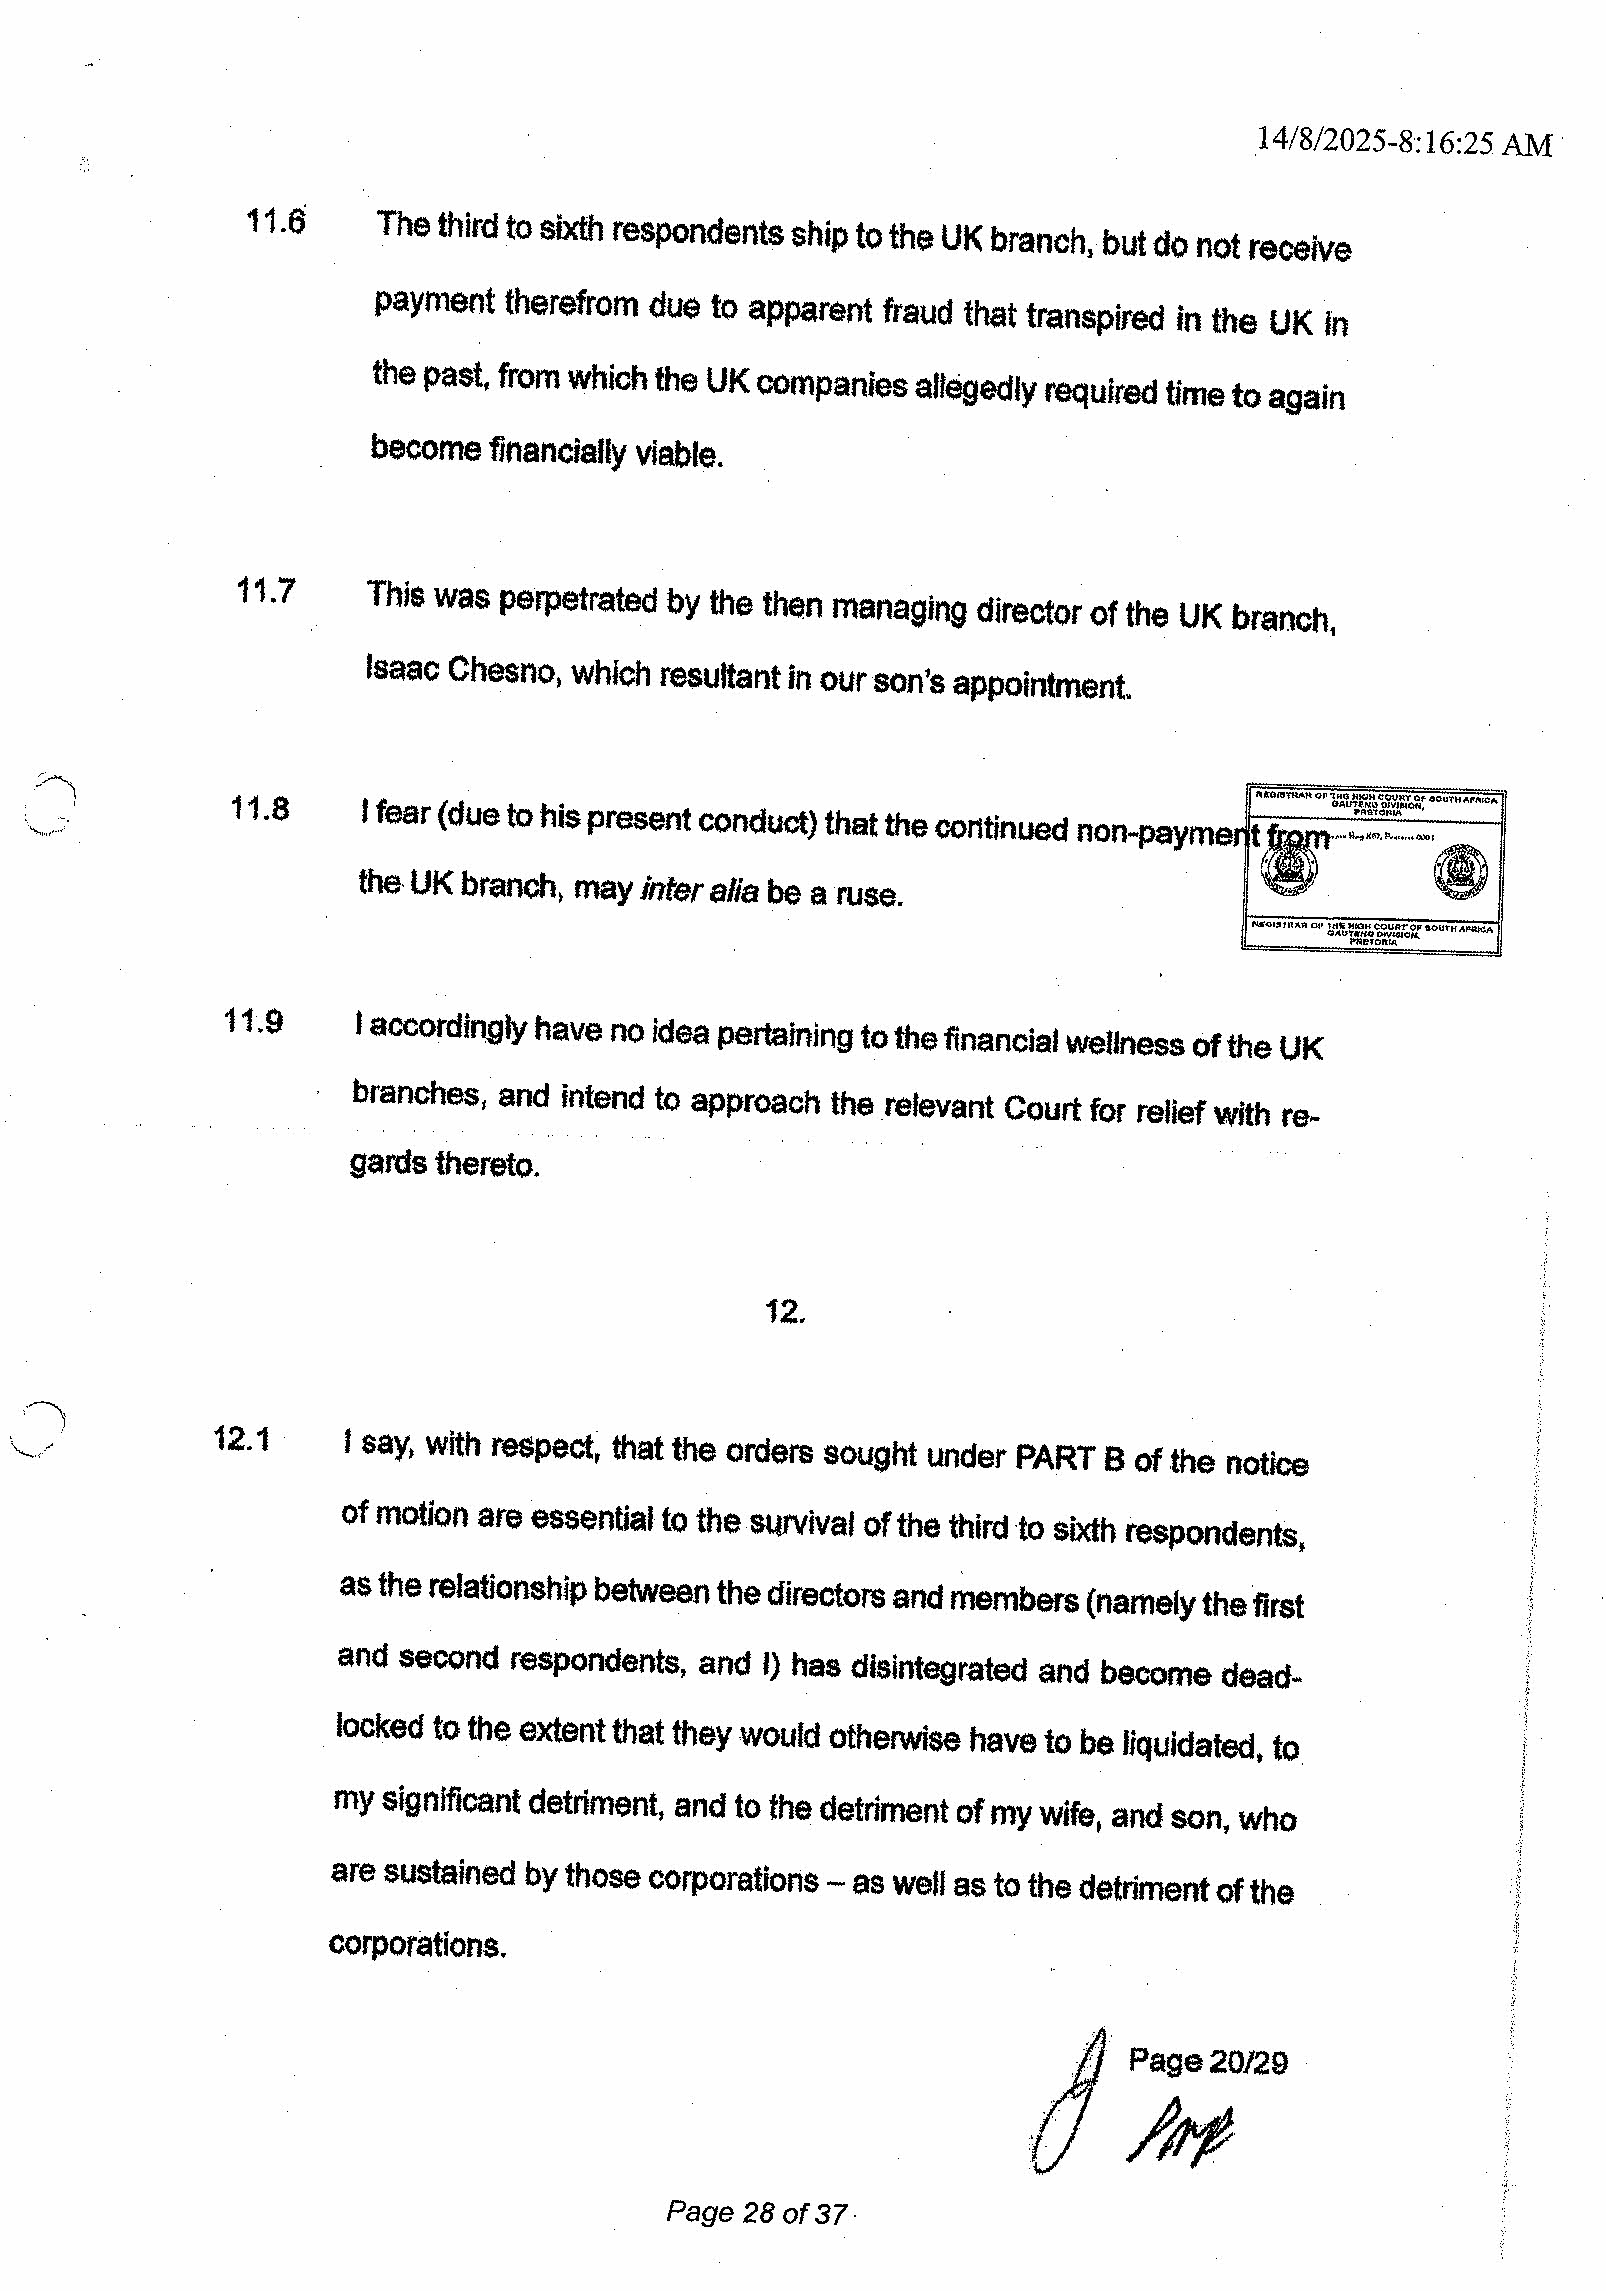 14/8/2025-8:16:25 AM
11.6 The third to sixth respondents ship to the UK branch, but do not receive
payment therefrom due to apparent fraud that transpired in the UK in
the past, from which the UK companies allegedly required time to again
become financially viable.
11.7 This was perpetrated by the then managing director of the UK branch,
Isaac Chesno, which resultant in our son's appointment.
REGISTRAR OF THE HIGH COURT OF SOUTH AFRICA
GAUTENG DIVISION,
PRETORIA
11.8 I fear (due to his present conduct) that the continued non-payment from
the UK branch, may inter alia be a ruse.
REGISTRAR OF THE HIGH COURT OF SOUTH AFRICA
GAUTENG DIVISION,
PRETORIA
11.9 I accordingly have no idea pertaining to the financial wellness of the UK
branches, and intend to approach the relevant Court for relief with re-
gards thereto.
12.
12.1 I say, with respect, that the orders sought under PART B of the notice
of motion are essential to the survival of the third to sixth respondents,
as the relationship between the directors and members (namely the first
and second respondents, and I) has disintegrated and become dead-
locked to the extent that they would otherwise have to be liquidated, to
my significant detriment, and to the detriment of my wife, and son, who
are sustained by those corporations – as well as to the detriment of the
corporations.
Page 20/29
Page 28 of 37